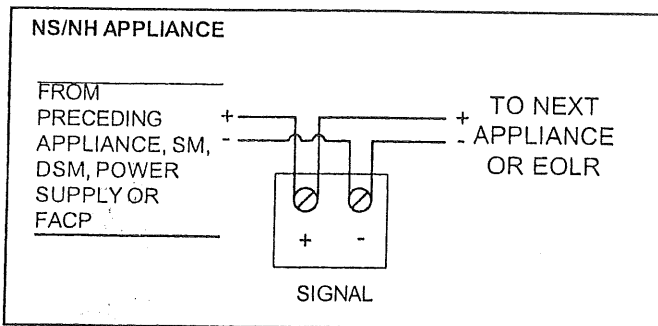 NS/NH APPLIANCE
FROM
PRECEDING
APPLIANCE, SM,
DSM, POWER
SUPPLY OR
FACP
+
-
+ -
SIGNAL
+
-
TO NEXT
APPLIANCE
OR EOLR